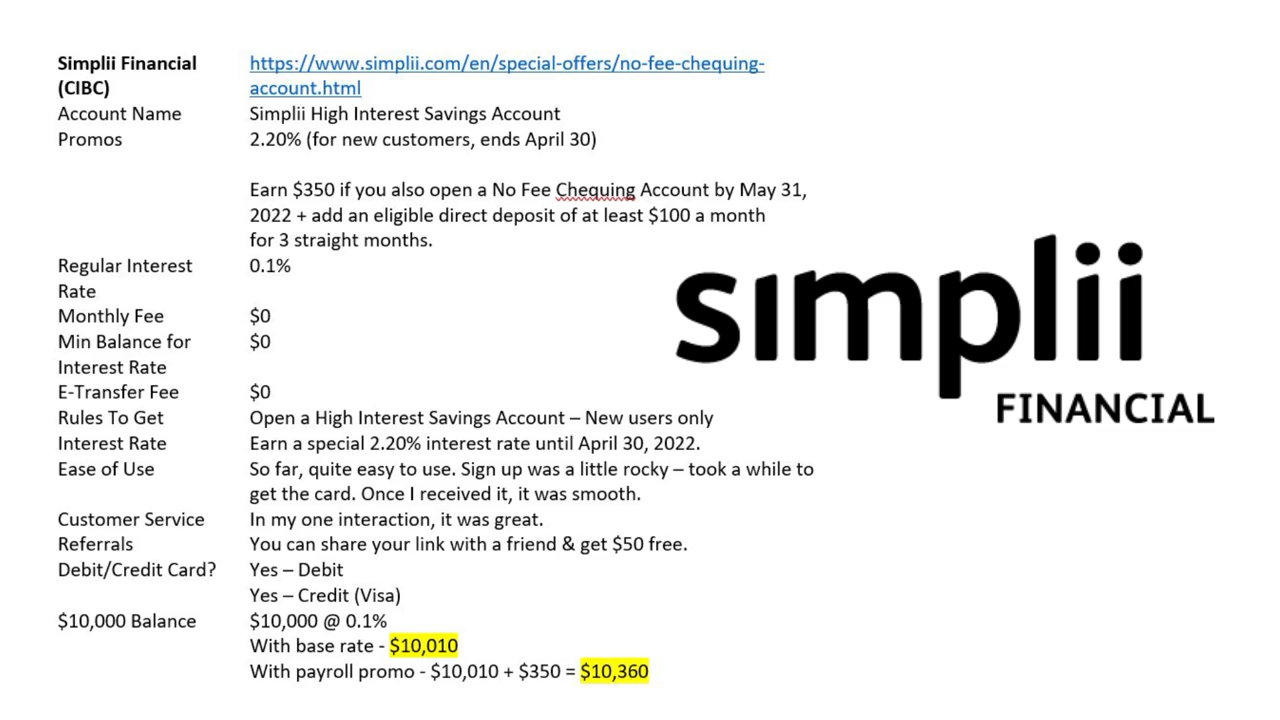 Simplii Financial https://www.simplii.com/en/special-offers/no-fee-chequing-
(CIBC) account.html
Account Name Simplii High Interest Savings Account
Promos 2.20% (for new customers, ends April 30)
Earn $350 if you also open a No Fee Chequing Account by May 31,
2022 + add an eligible direct deposit of at least $100 a month
for 3 straight months.
Regular Interest 0.1%
Rate
Monthly Fee $0
Min Balance for $0
Interest Rate
E-Transfer Fee $0
Rules To Get Open a High Interest Savings Account – New users only
Interest Rate Earn a special 2.20% interest rate until April 30, 2022.
Ease of Use So far, quite easy to use. Sign up was a little rocky – took a while to
get the card. Once I received it, it was smooth.
Customer Service In my one interaction, it was great.
Referrals You can share your link with a friend & get $50 free.
Debit/Credit Card? Yes – Debit
Yes – Credit (Visa)
$10,000 Balance $10,000 @ 0.1%
With base rate - $10,010
With payroll promo - $10,010 + $350 = $10,360
simplii
FINANCIAL